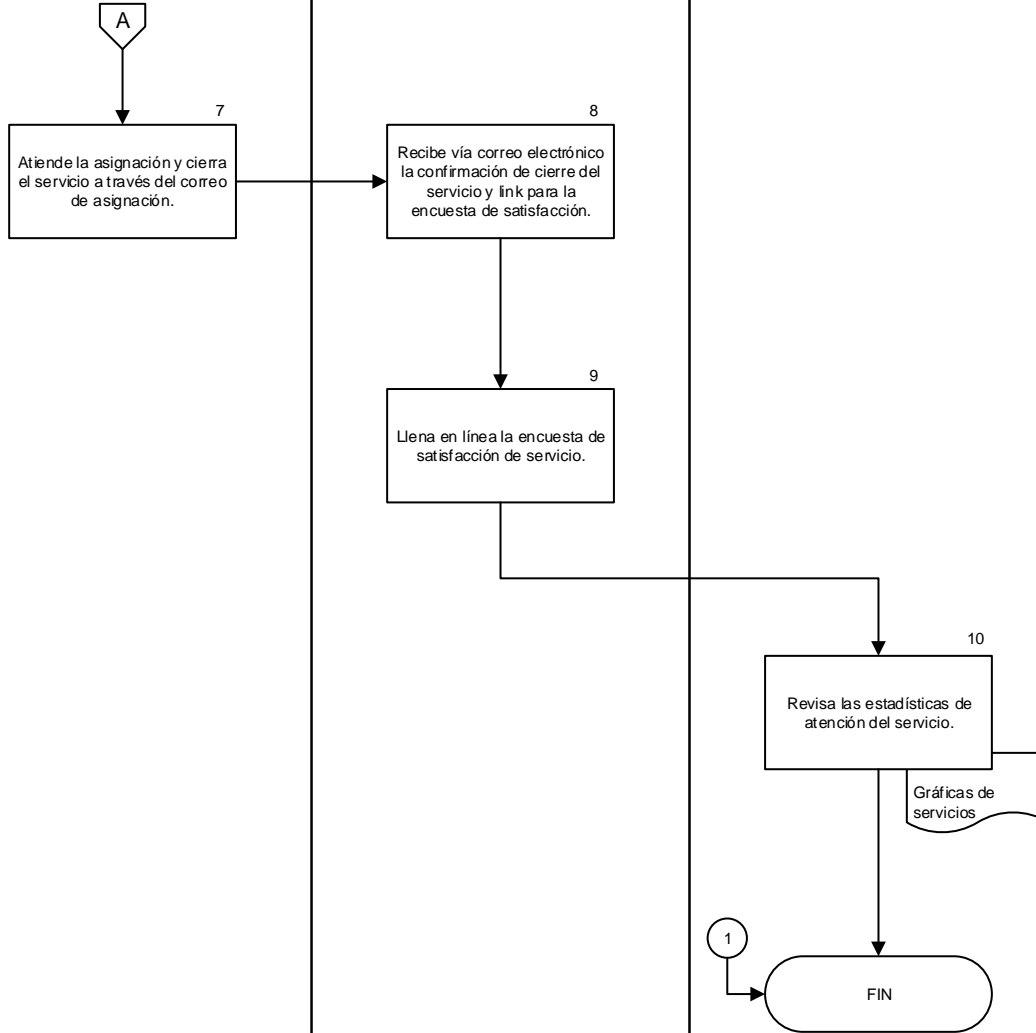 A
7
Atiende la asignación y cierra
el servicio a través del correo
de asignación.
8
Recibe vía correo electrónico
la confirmación de cierre del
servicio y link para la
encuesta de satisfacción.
9
Llena en línea la encuesta de
satisfacción de servicio.
10
Revisa las estadísticas de
atención del servicio.
Gráficas de
servicios
1
FIN